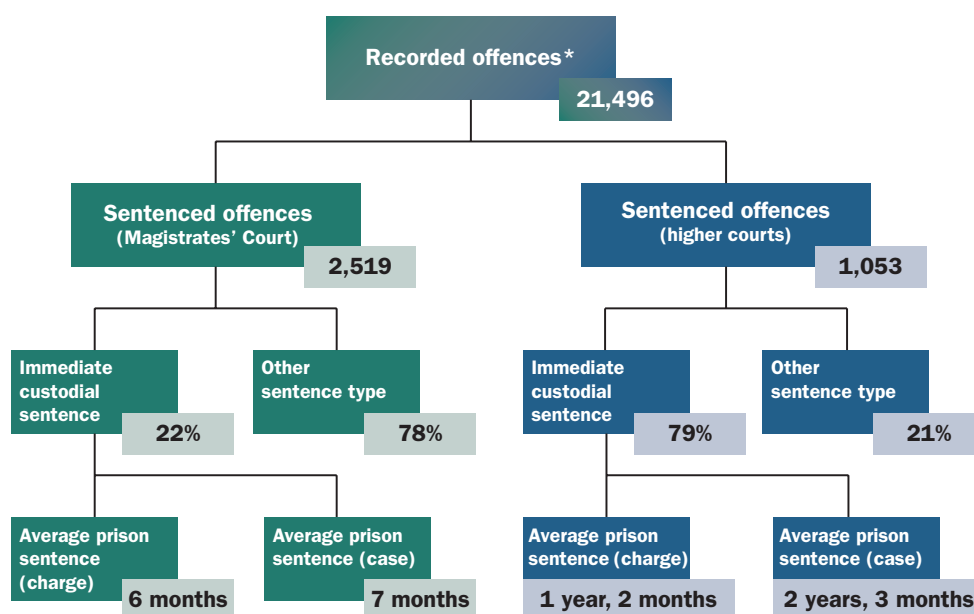 Recorded offences*
21,496
Sentenced offences
(Magistrates' Court)
2,519
Sentenced offences
(higher courts)
1,053
Immediate
custodial
sentence
22%
Other
sentence type
78%
Immediate
custodial
sentence
79%
Other
sentence type
21%
Average prison
sentence
(charge)
6 months
Average prison
sentence (case)
7 months
Average prison
sentence (charge)
1 year, 2 months
Average prison
sentence (case)
2 years, 3 months